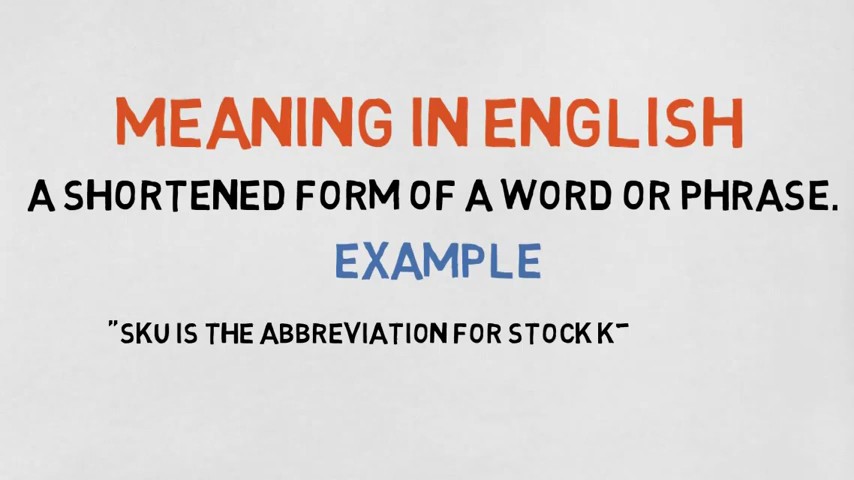 MEANING IN ENGLISH
A SHORTENED FORM OF A WORD OR PHRASE.
EXAMPLE
"SKU IS THE ABBREVIATION FOR STOCK K